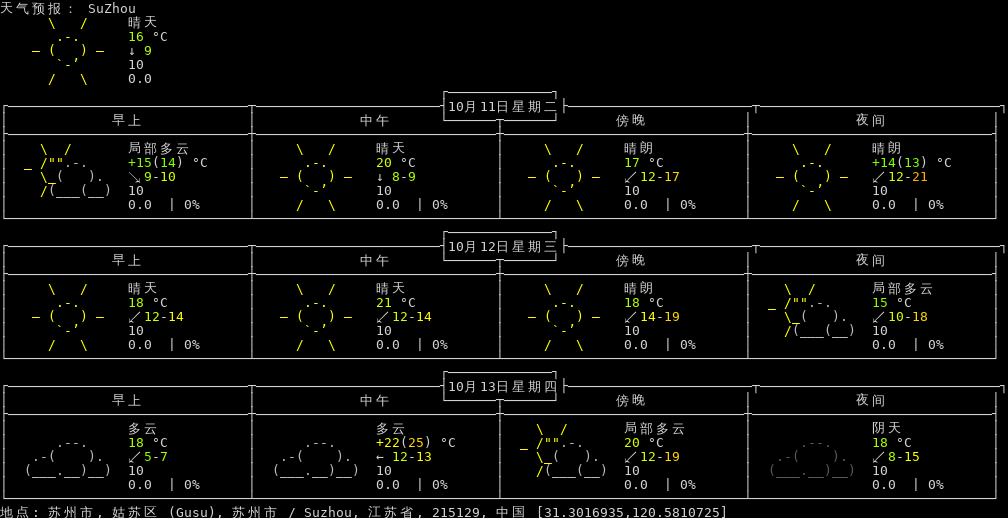 天气预报： SuZhou
晴天
16 °C
↓ 9
10
0.0
10月11日星期二
早上 中午 傍晚 夜间
局部多云 晴天 晴朗 晴朗
+15(14) °C 20 °C 17 °C +14(13) °C
↘ 9-10 ↓ 8-9 ↙ 12-17 ↙ 12-21
10 10 10 10
0.0 | 0% 0.0 | 0% 0.0 | 0% 0.0 | 0%
10月12日星期三
早上 中午 傍晚 夜间
晴天 晴天 晴朗 局部多云
18 °C 21 °C 18 °C 15 °C
↙ 12-14 ↙ 12-14 ↙ 14-19 ↙ 10-18
10 10 10 10
0.0 | 0% 0.0 | 0% 0.0 | 0% 0.0 | 0%
10月13日星期四
早上 中午 傍晚 夜间
多云 多云 局部多云 阴天
18 °C +22(25) °C 20 °C 18 °C
↙ 5-7 ← 12-13 ↙ 12-19 ↙ 8-15
10 10 10 10
0.0 | 0% 0.0 | 0% 0.0 | 0% 0.0 | 0%
地点: 苏州市, 姑苏区 (Gusu), 苏州市 / Suzhou, 江苏省, 215129, 中国 [31.3016935,120.5810725]